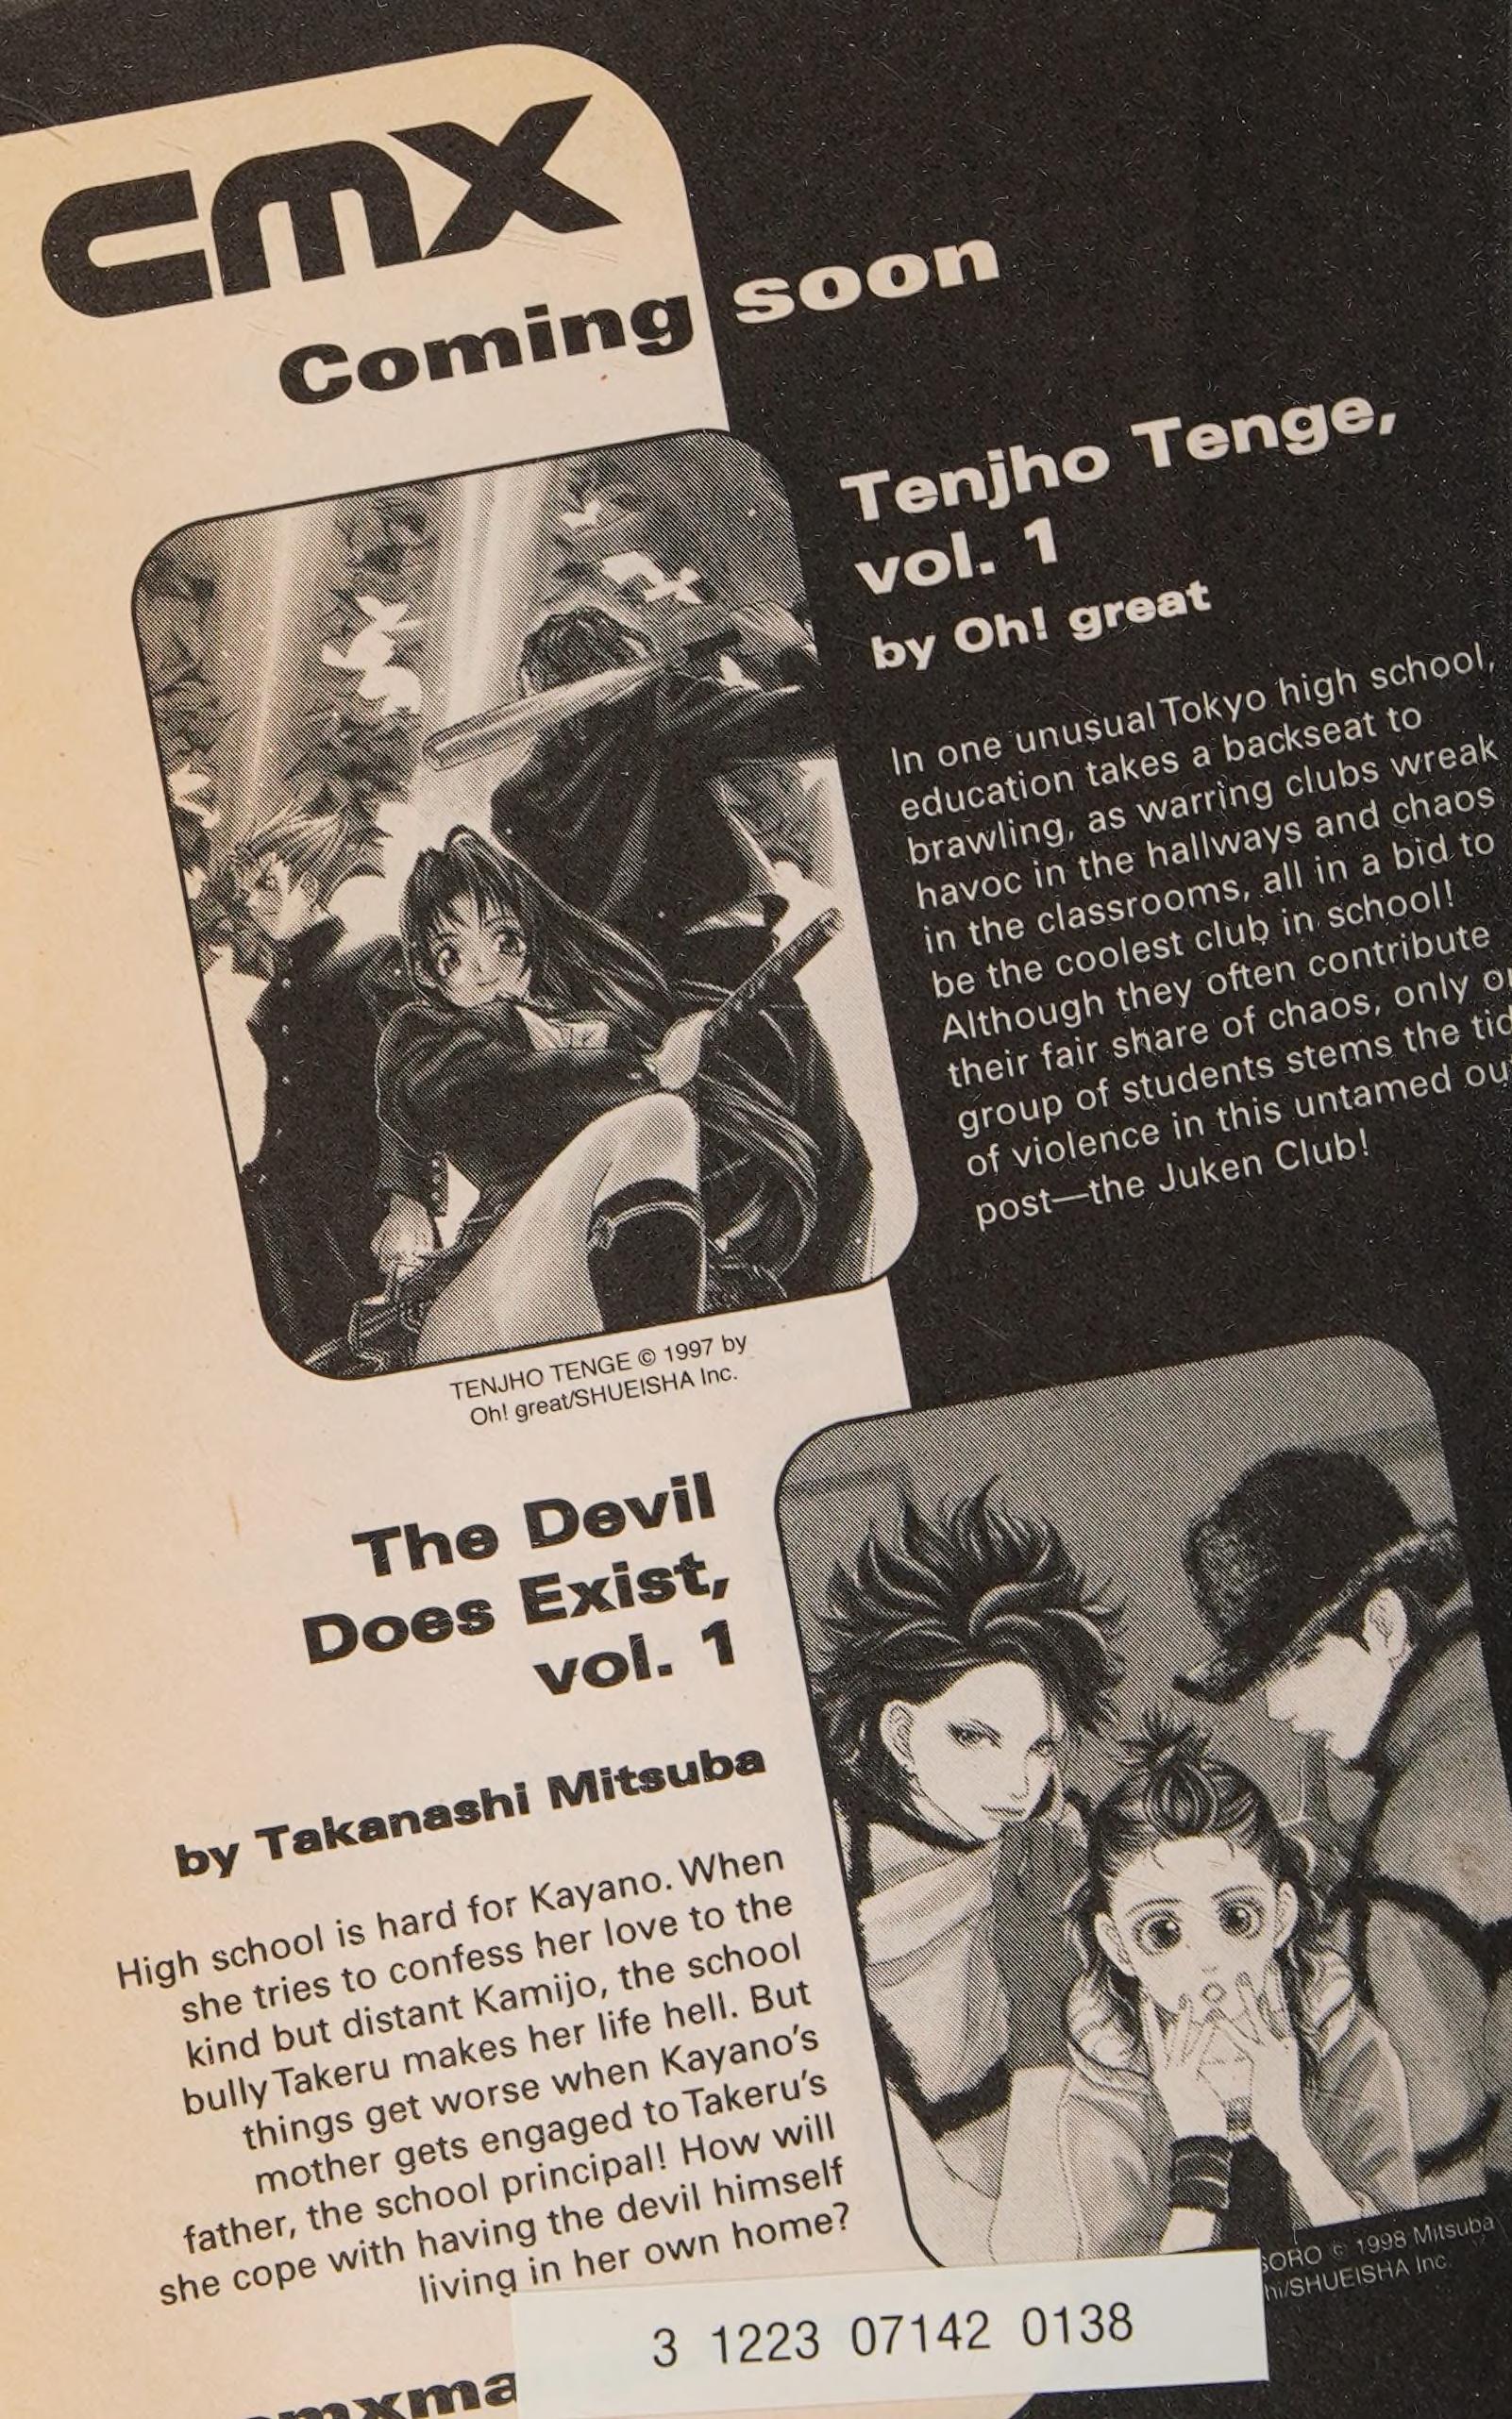 cmx
Coming soon
Tenjho Tenge,
vol. 1
by Oh! great
In one unusual Tokyo high school,
education takes a backseat to
brawling, as warring clubs wreak
havoc in the hallways and chaos
in the classrooms, all in a bid to
be the coolest club in school!
Although they often contribute
their fair share of chaos, only
group of students stems the
of violence in this untamed
post—the Juken Club!
TENJHO TENGE © 1997 by
Oh! great/SHUEISHA Inc.
The Devil
Does Exist,
vol. 1
by Takanashi Mitsuba
High school is hard for Kayano. When
she tries to confess her love to the
kind but distant Kamijo, the school
bully Takeru makes her life hell. But
things get worse when Kayano's
mother gets engaged to Takeru's
father, the school principal! How will
she cope with having the devil himself
living in her own home?
© 1998 Mitsuba
SHUEISHA Inc.
3 1223 07142 0138